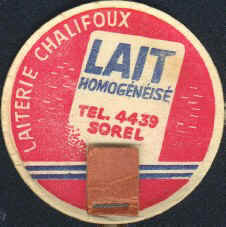 LAITERIE CHALIFOUX
LAIT
HOMOGÉNÉISÉ
TEL. 4439
SOREL